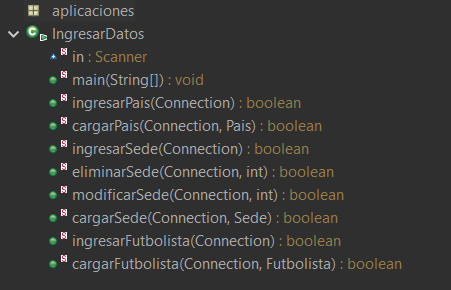 aplicaciones
IngresarDatos
in : Scanner
main(String[]) : void
ingresarPais(Connection) : boolean
cargarPais(Connection, Pais) : boolean
ingresarSede(Connection) : boolean
eliminarSede(Connection, int) : boolean
modificarSede(Connection, int) : boolean
cargarSede(Connection, Sede) : boolean
ingresarFutbolista(Connection) : boolean
cargarFutbolista(Connection, Futbolista) : boolean